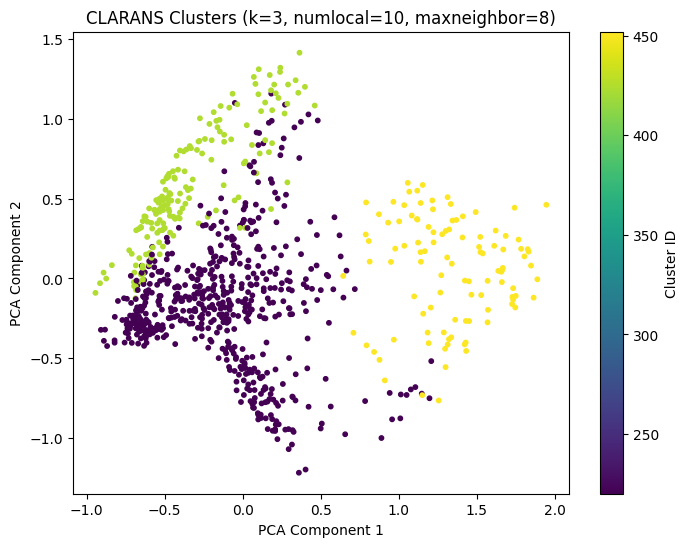 CLARANS Clusters (k=3, numlocal=10, maxneighbor=8)
1.5
1.0
0.5
0.0
−0.5
−1.0
PCA Component 2
−1.0 −0.5 0.0 0.5 1.0 1.5 2.0
PCA Component 1
450
400
350
300
250
Cluster ID